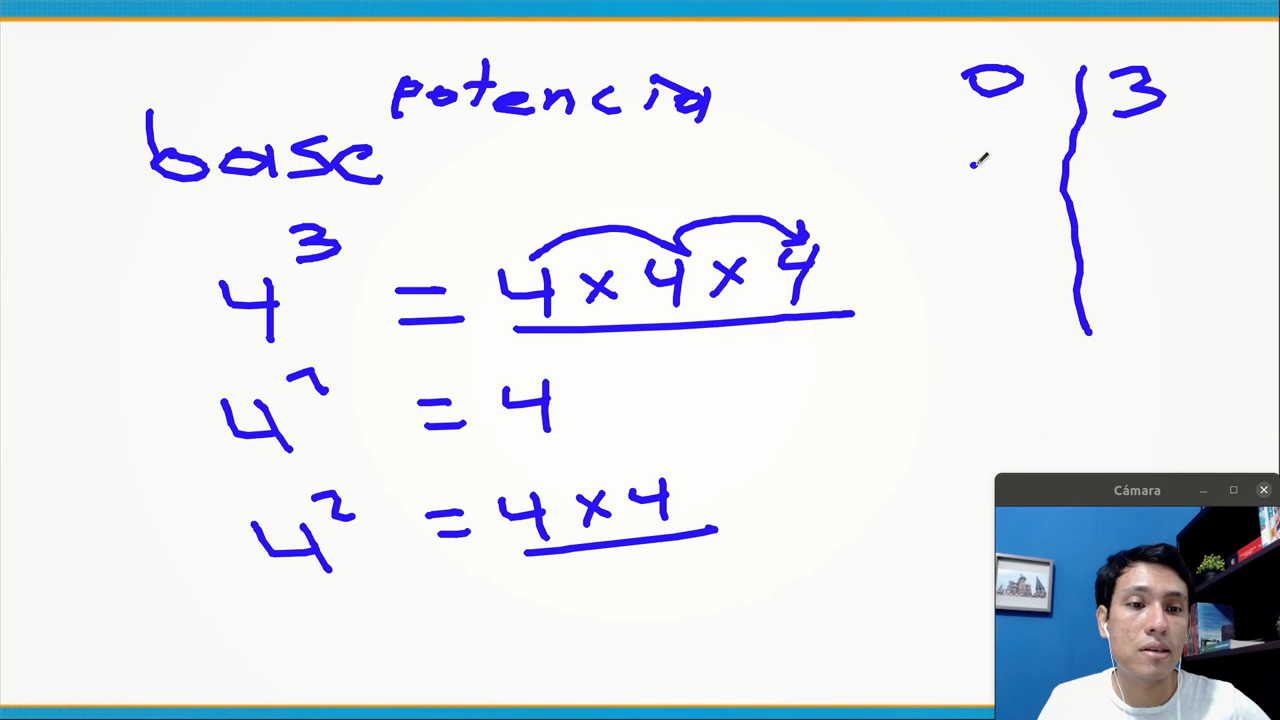 potencia
base
0 | 3
4³ = 4 x 4 x 4
4¹ = 4
4² = 4 x 4
Cámara